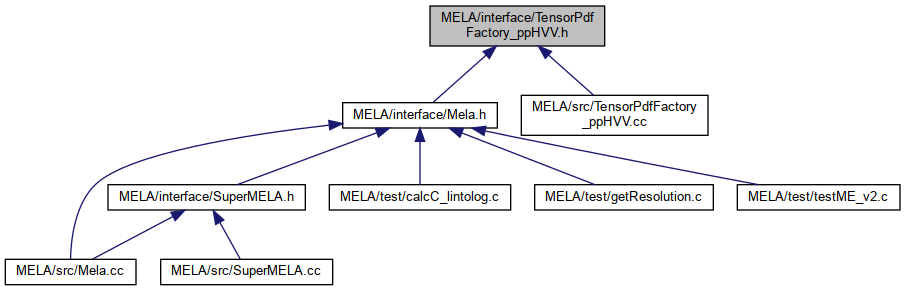 MELA/interface/TensorPdf
Factory_ppHVV.h
MELA/interface/Mela.h
MELA/src/TensorPdfFactory
_ppHVV.cc
MELA/interface/SuperMELA.h
MELA/test/calcC_lintolog.c
MELA/test/getResolution.c
MELA/test/testME_v2.c
MELA/src/Mela.cc
MELA/src/SuperMELA.cc